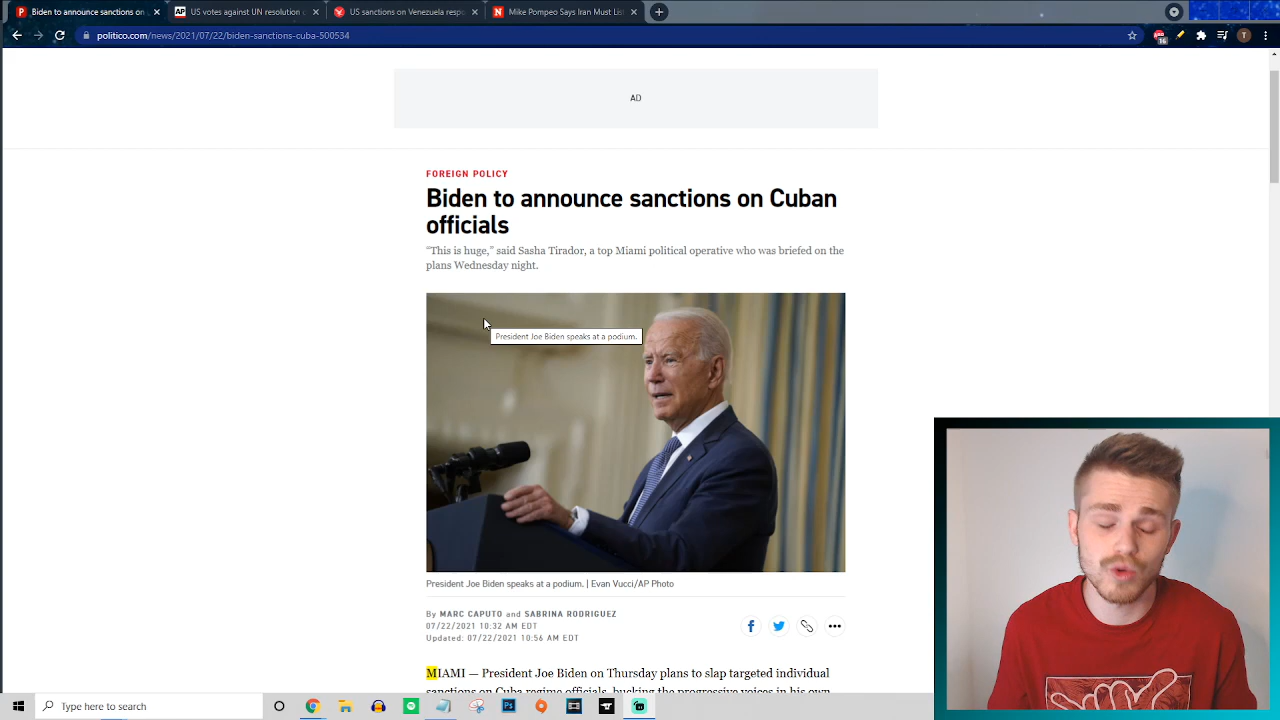 Biden to announce sanctions on
US votes against UN resolution c
US sanctions on Venezuela resp
Mike Pompeo Says Iran Must List
politico.com/news/2021/07/22/biden-sanctions-cuba-500534
16
T
AD
FOREIGN POLICY
Biden to announce sanctions on Cuban
officials
“This is huge,” said Sasha Tirador, a top Miami political operative who was briefed on the
plans Wednesday night.
President Joe Biden speaks at a podium.
President Joe Biden speaks at a podium. | Evan Vucci/AP Photo
By MARC CAPUTO and SABRINA RODRIGUEZ
07/22/2021 10:32 AM EDT
Updated: 07/22/2021 10:56 AM EDT
MIAMI — President Joe Biden on Thursday plans to slap targeted individual
sanctions on Cuba regime officials, bucking the progressive voices in his own
Type here to search